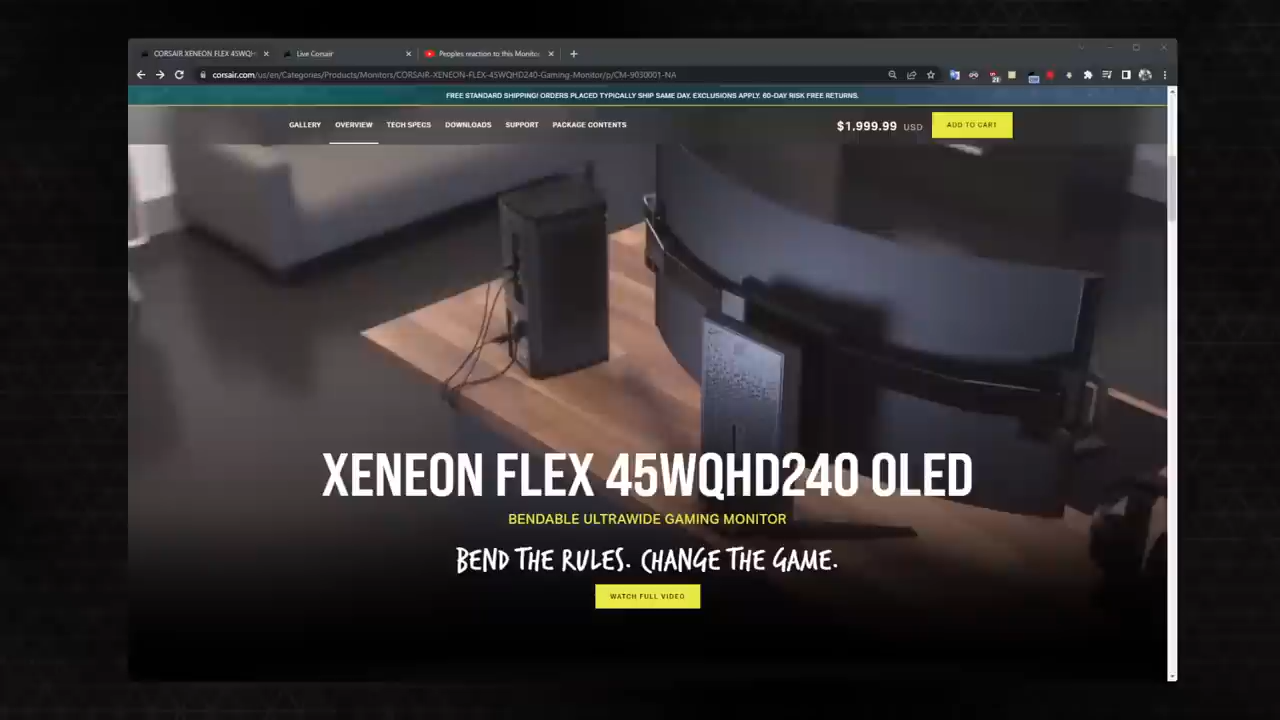 CORSAIR XENEON FLEX 45WQH
Live Corsair
Peoples reaction to this Monitor
corsair.com/us/en/Categories/Products/Monitors/CORSAIR-XENEON-FLEX-45WQHD240-Gaming-Monitor/p/CM-9030001-NA
FREE STANDARD SHIPPING! ORDERS PLACED TYPICALLY SHIP SAME DAY. EXCLUSIONS APPLY. 60-DAY RISK FREE RETURNS.
GALLERY OVERVIEW TECH SPECS DOWNLOADS SUPPORT PACKAGE CONTENTS $1,999.99 USD ADD TO CART
XENEON FLEX 45WQHD240 OLED
BENDABLE ULTRAWIDE GAMING MONITOR
BEND THE RULES. CHANGE THE GAME.
WATCH FULL VIDEO